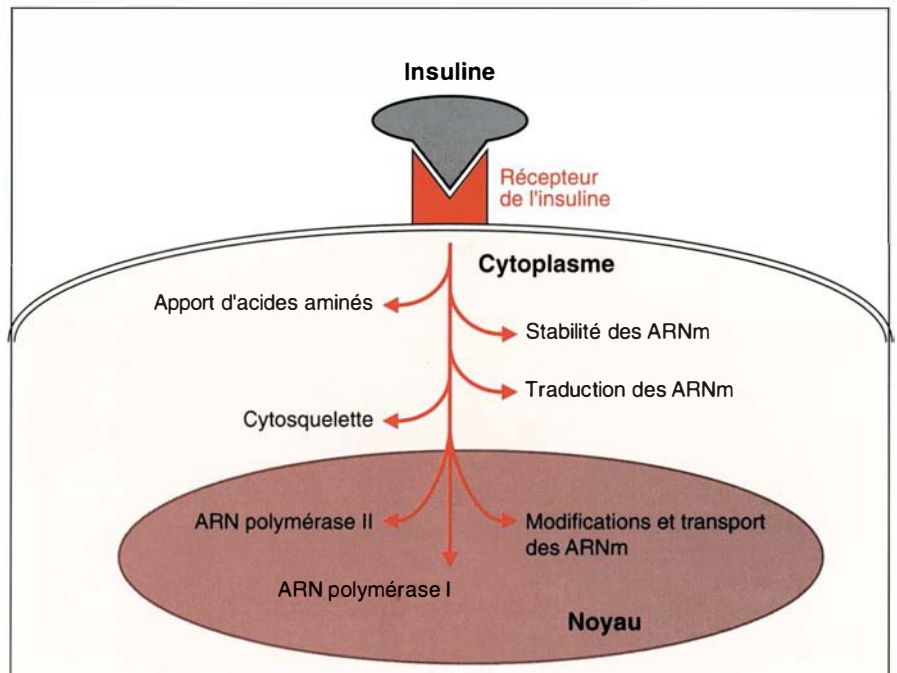 Insuline
Récepteur
de l'insuline
Cytoplasme
Apport d'acides aminés
Stabilité des ARNm
Traduction des ARNm
Cytosquelette
ARN polymérase II
Modifications et transport
des ARNm
ARN polymérase I
Noyau